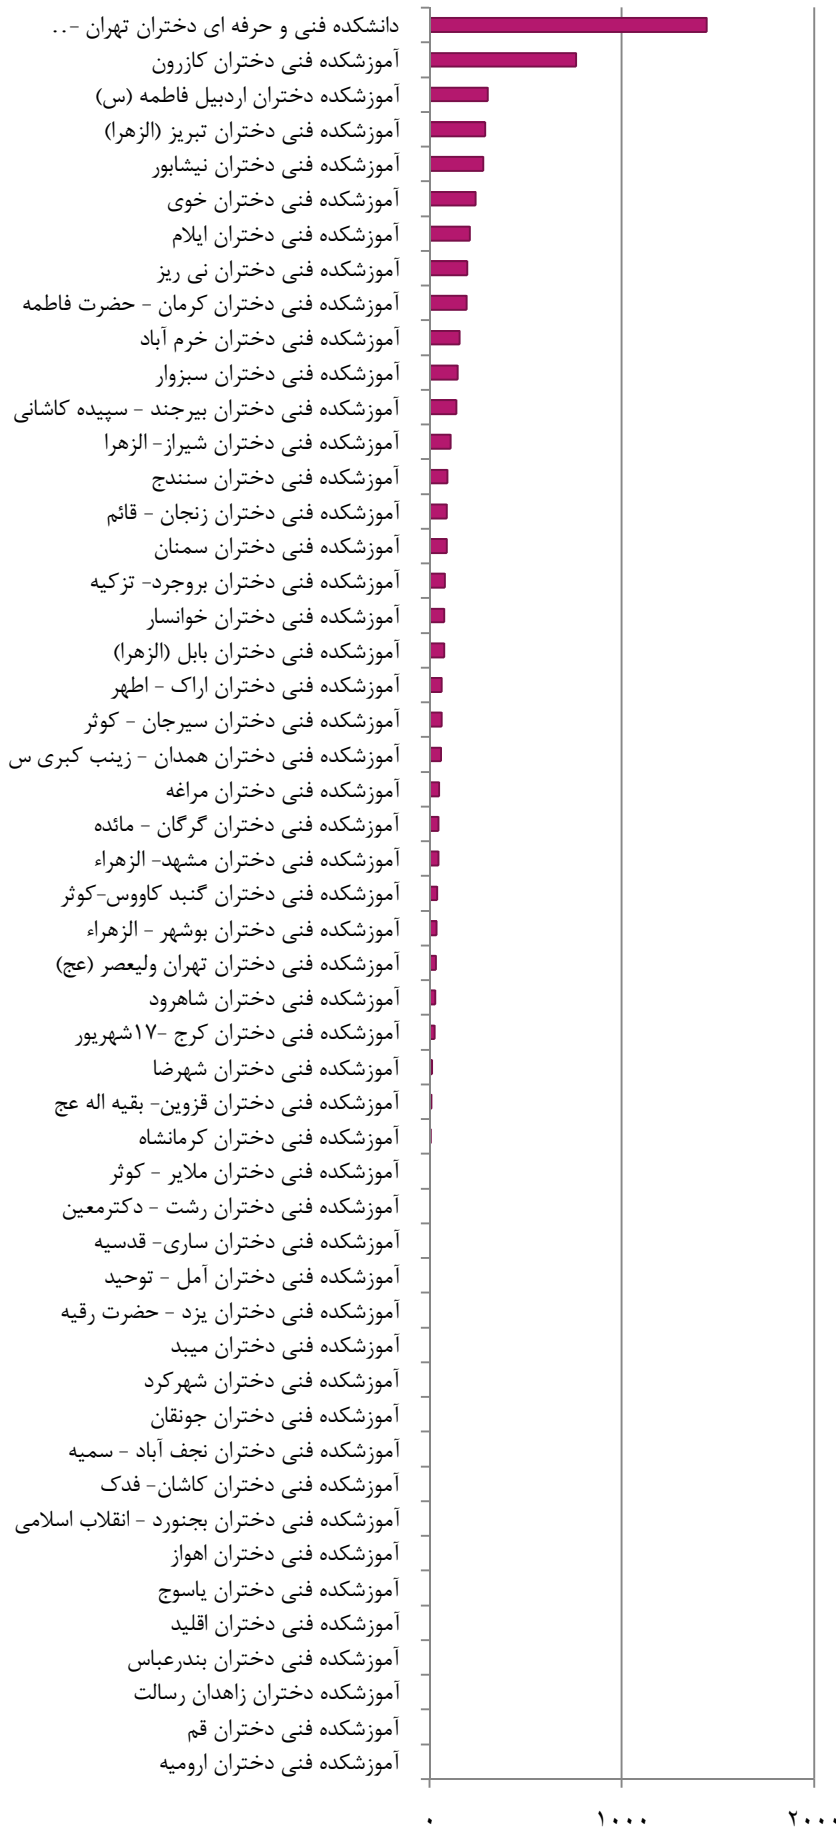 دانشکده فنی و حرفه ای دختران تهران -..
آموزشکده فنی دختران کازرون
آموزشکده دختران اردبیل فاطمه (س)
آموزشکده فنی دختران تبریز (الزهرا)
آموزشکده فنی دختران نیشابور
آموزشکده فنی دختران خوی
آموزشکده فنی دختران ایلام
آموزشکده فنی دختران نی ریز
آموزشکده فنی دختران کرمان - حضرت فاطمه
آموزشکده فنی دختران خرم آباد
آموزشکده فنی دختران سبزوار
آموزشکده فنی دختران بیرجند - سپیده کاشانی
آموزشکده فنی دختران شیراز- الزهرا
آموزشکده فنی دختران سنندج
آموزشکده فنی دختران زنجان - قائم
آموزشکده فنی دختران سمنان
آموزشکده فنی دختران بروجرد- تزکیه
آموزشکده فنی دختران خوانسار
آموزشکده فنی دختران بابل (الزهرا)
آموزشکده فنی دختران اراک - اطهر
آموزشکده فنی دختران سیرجان - کوثر
آموزشکده فنی دختران همدان - زینب کبری س
آموزشکده فنی دختران مراغه
آموزشکده فنی دختران گرگان - مائده
آموزشکده فنی دختران مشهد- الزهراء
آموزشکده فنی دختران گنبد کاووس-کوثر
آموزشکده فنی دختران بوشهر - الزهراء
آموزشکده فنی دختران تهران ولیعصر (عج)
آموزشکده فنی دختران شاهرود
آموزشکده فنی دختران کرج -۱۷شهریور
آموزشکده فنی دختران شهرضا
آموزشکده فنی دختران قزوین- بقیه اله عج
آموزشکده فنی دختران کرمانشاه
آموزشکده فنی دختران ملایر - کوثر
آموزشکده فنی دختران رشت - دکترمعین
آموزشکده فنی دختران ساری- قدسیه
آموزشکده فنی دختران آمل - توحید
آموزشکده فنی دختران یزد - حضرت رقیه
آموزشکده فنی دختران میبد
آموزشکده فنی دختران شهرکرد
آموزشکده فنی دختران جونقان
آموزشکده فنی دختران نجف آباد - سمیه
آموزشکده فنی دختران کاشان- فدک
آموزشکده فنی دختران بجنورد - انقلاب اسلامی
آموزشکده فنی دختران اهواز
آموزشکده فنی دختران یاسوج
آموزشکده فنی دختران اقلید
آموزشکده فنی دختران بندرعباس
آموزشکده دختران زاهدان رسالت
آموزشکده فنی دختران قم
آموزشکده فنی دختران ارومیه
۰ ۱۰۰۰ ۲۰۰۰